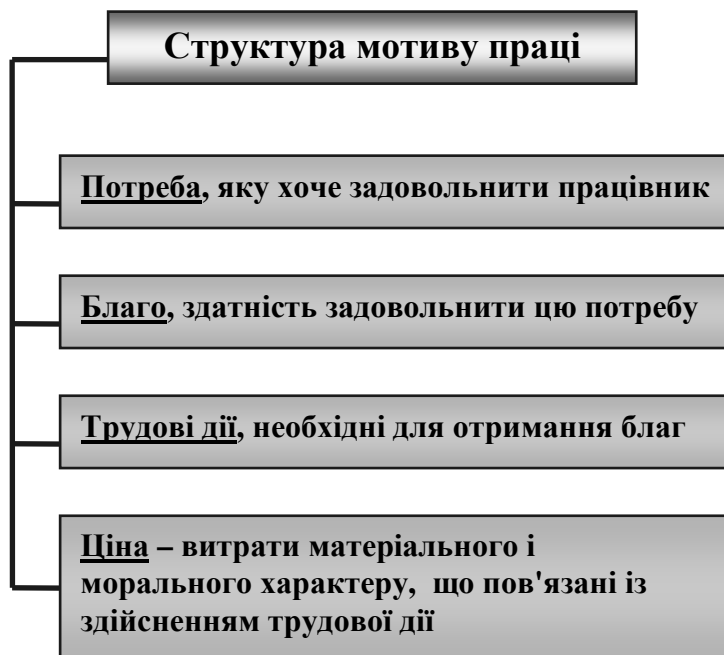 Структура мотиву праці
Потреба, яку хоче задовольнити працівник
Благо, здатність задовольнити цю потребу
Трудові дії, необхідні для отримання благ
Ціна – витрати матеріального і
морального характеру, що пов'язані із
здійсненням трудової дії